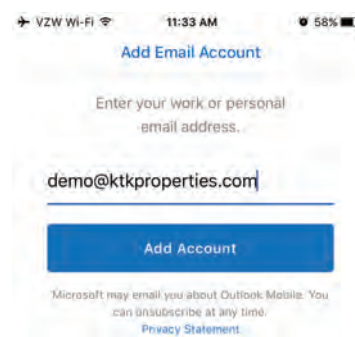 VZW Wi-Fi 11:33 AM 58%
Add Email Account
Enter your work or personal
email address.
demo@ktkproperties.com
Add Account
Microsoft may email you about Outlook Mobile. You
can unsubscribe at any time.
Privacy Statement